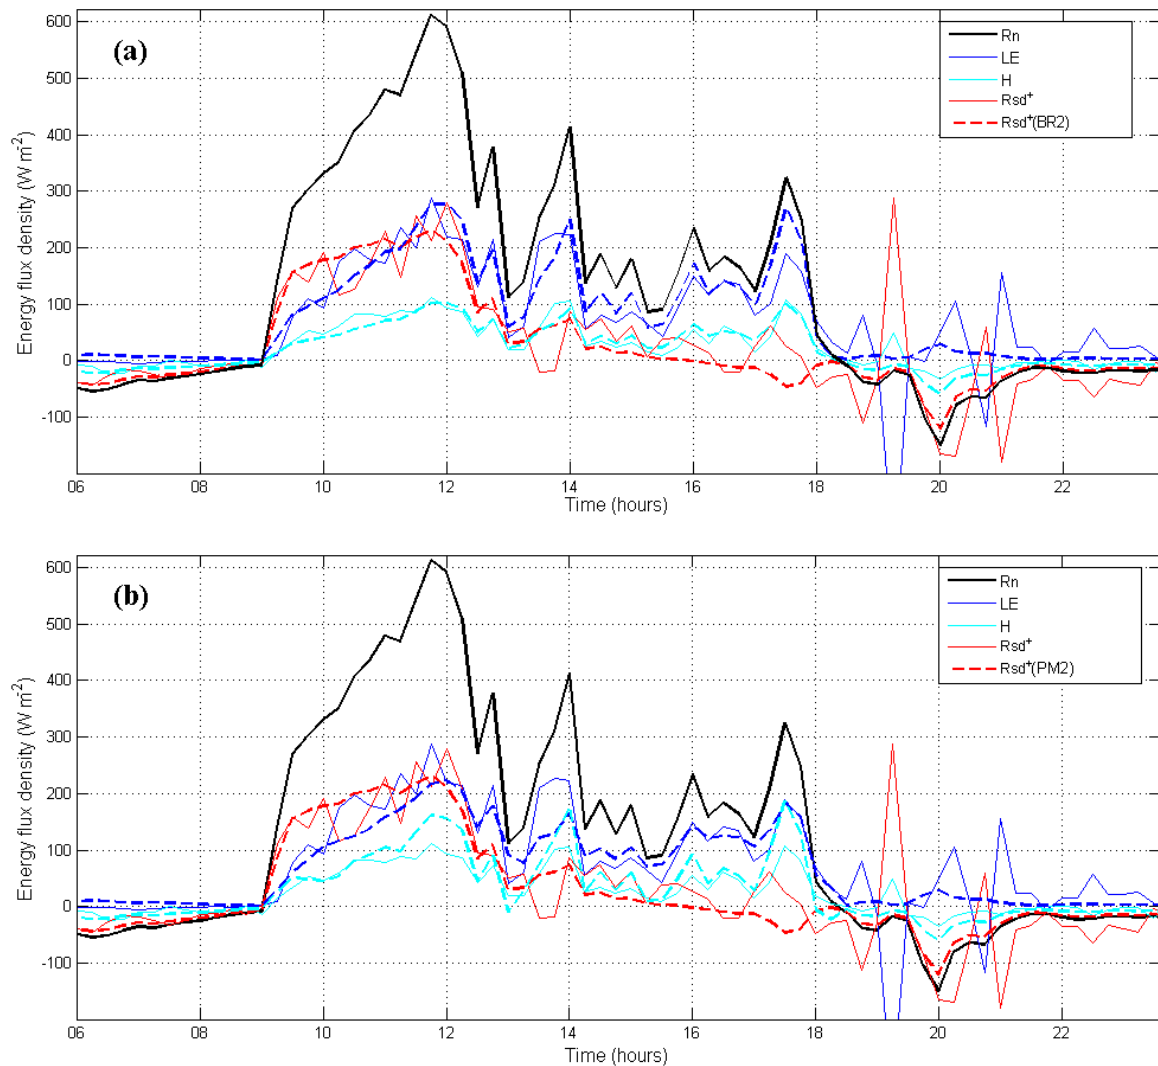 (a)
Energy flux density (W m⁻²)
600
500
400
300
200
100
0
-100
Rn
LE
H
Rsd⁺
Rsd⁺(BR2)
06 08 10 12 14 16 18 20 22
Time (hours)
(b)
Energy flux density (W m⁻²)
600
500
400
300
200
100
0
-100
Rn
LE
H
Rsd⁺
Rsd⁺(PM2)
06 08 10 12 14 16 18 20 22
Time (hours)